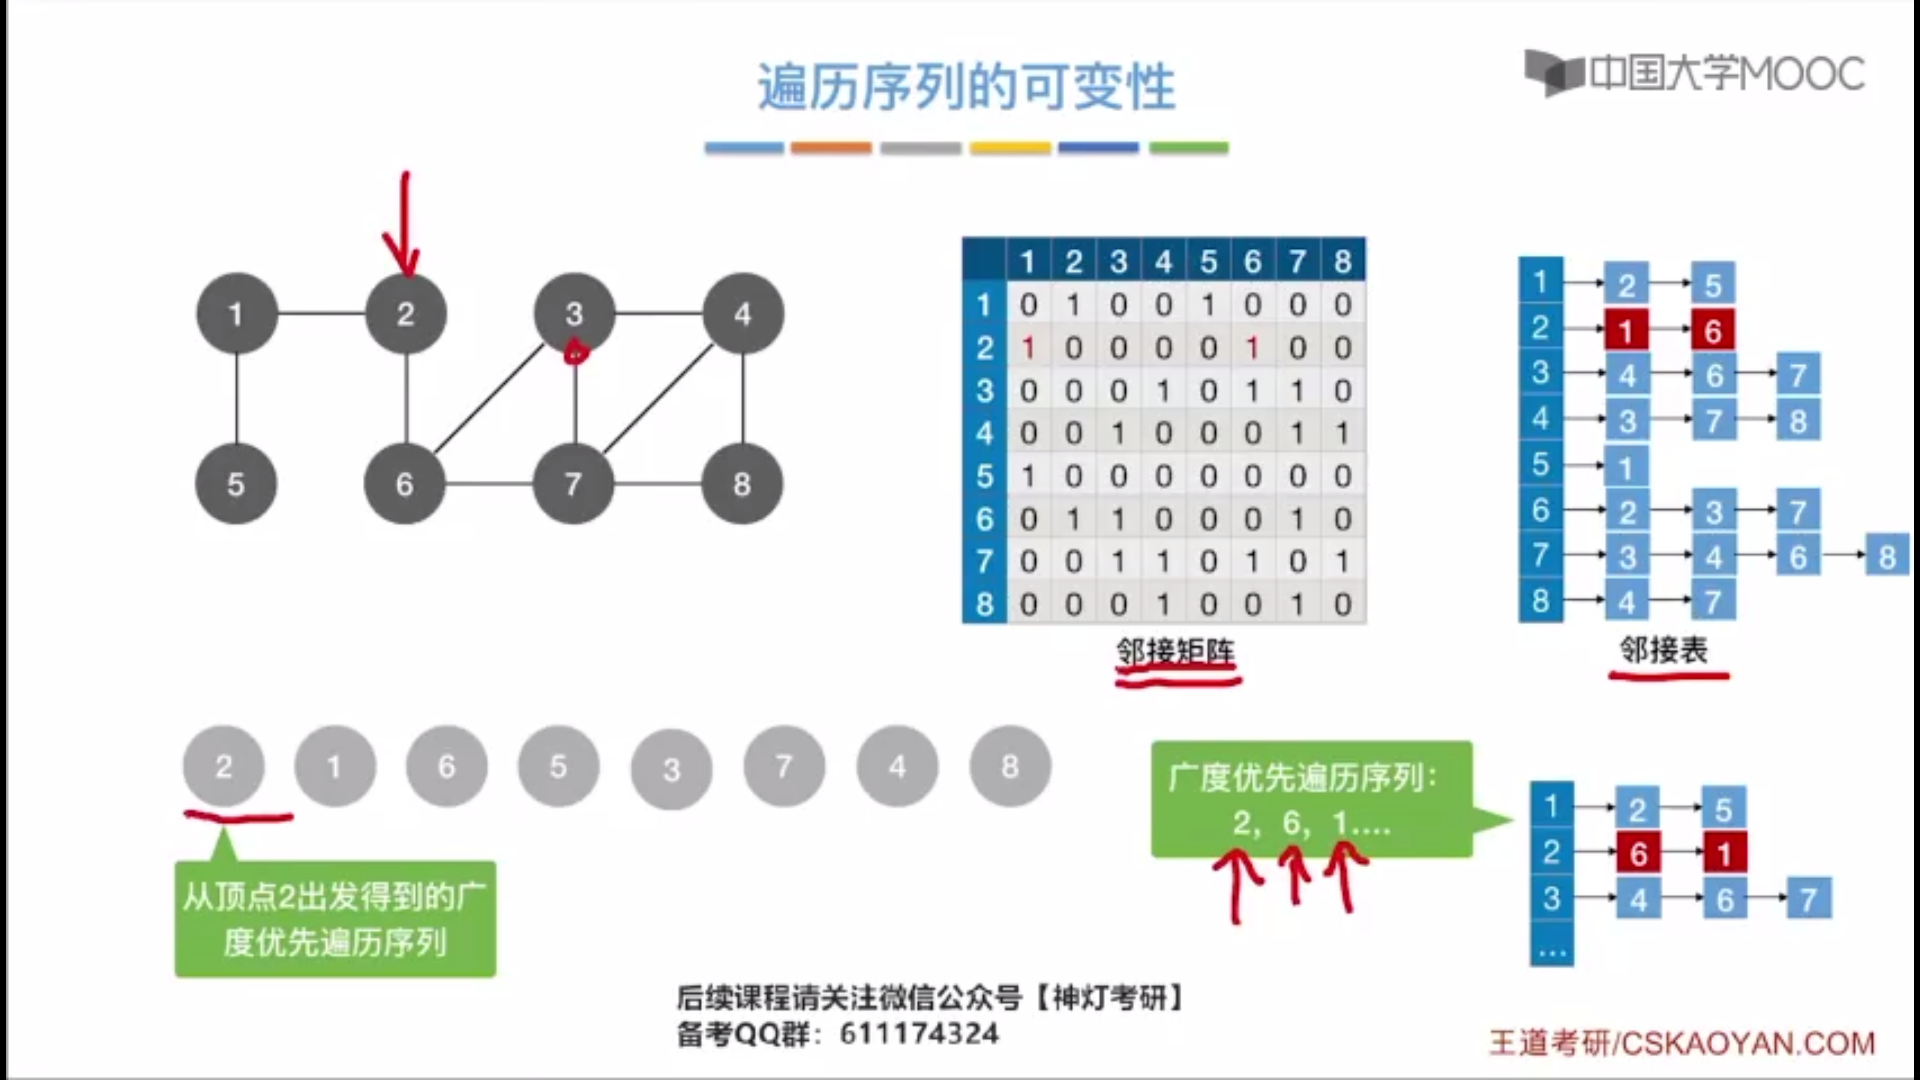 遍历序列的可变性
中国大学MOOC
1 2 3 4
5 6 7 8
1 2 3 4 5 6 7 8
1 0 1 0 0 1 0 0 0
2 1 0 0 0 0 1 0 0
3 0 0 0 1 0 1 1 0
4 0 0 1 0 0 0 1 1
5 1 0 0 0 0 0 0 0
6 0 1 1 0 0 0 1 0
7 0 0 1 1 0 1 0 1
8 0 0 0 1 0 0 1 0
邻接矩阵
1 2 5
2 1 6
3 4 6 7
4 3 7 8
5 1
6 2 3 7
7 3 4 6 8
8 4 7
邻接表
2 1 6 5 3 7 4 8
从顶点2出发得到的广
度优先遍历序列
广度优先遍历序列：
2, 6, 1....
1 2 5
2 6 1
3 4 6 7
...
后续课程请关注微信公众号【神灯考研】
备考QQ群：611174324
王道考研/CSKAOYAN.COM